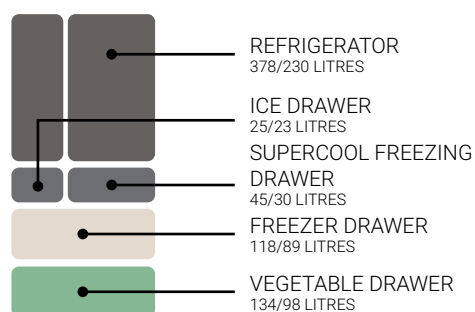 REFRIGERATOR
378/230 LITRES
ICE DRAWER
25/23 LITRES
SUPERCOOL FREEZING
DRAWER
45/30 LITRES
FREEZER DRAWER
118/89 LITRES
VEGETABLE DRAWER
134/98 LITRES